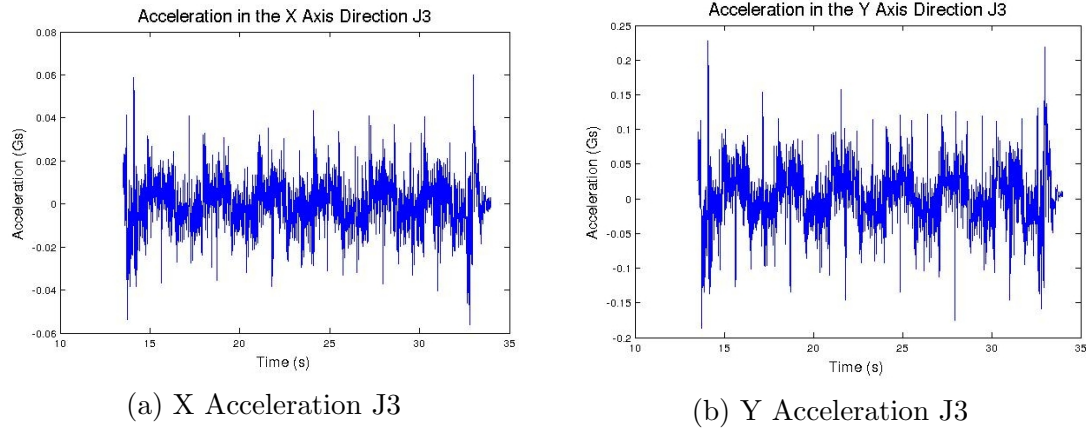 Acceleration in the X Axis Direction J3
0.08
0.06
0.04
0.02
0
-0.02
-0.04
-0.06
Acceleration (Gs)
10 15 20 25 30 35
Time (s)
(a) X Acceleration J3
Acceleration in the Y Axis Direction J3
0.25
0.2
0.15
0.1
0.05
0
-0.05
-0.1
-0.15
-0.2
Acceleration (Gs)
10 15 20 25 30 35
Time (s)
(b) Y Acceleration J3